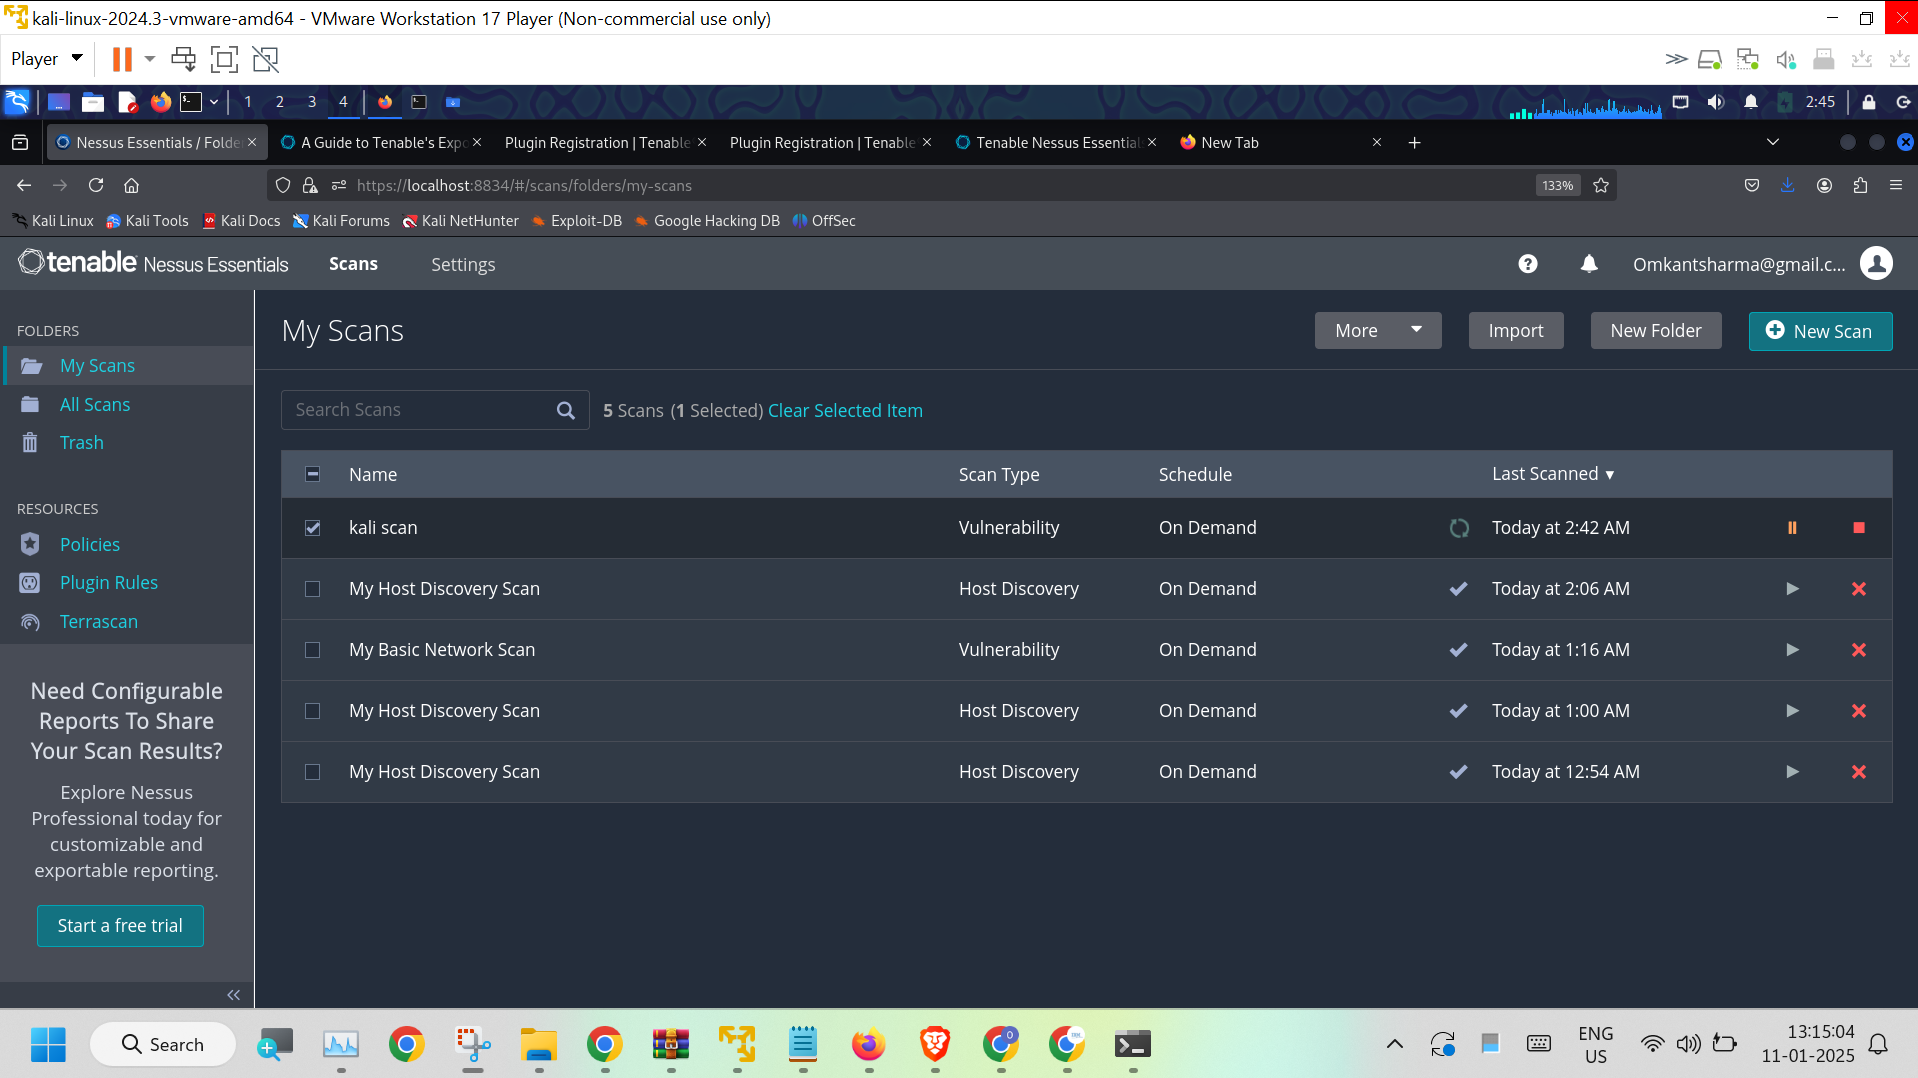 kali-linux-2024.3-vmware-amd64 - VMware Workstation 17 Player (Non-commercial use only)
Player
1 2 3 4 2:45
Nessus Essentials / Folde A Guide to Tenable's Expo Plugin Registration | Tenable Plugin Registration | Tenable Tenable Nessus Essential New Tab
https://localhost:8834/#/scans/folders/my-scans 133%
Kali Linux Kali Tools Kali Docs Kali Forums Kali NetHunter Exploit-DB Google Hacking DB OffSec
tenable Nessus Essentials Scans Settings Omkantsharma@gmail.c...
FOLDERS
My Scans
All Scans
Trash
RESOURCES
Policies
Plugin Rules
Terrascan
Need Configurable
Reports To Share
Your Scan Results?
Explore Nessus
Professional today for
customizable and
exportable reporting.
Start a free trial
My Scans More Import New Folder New Scan
Search Scans 5 Scans (1 Selected) Clear Selected Item
Name Scan Type Schedule Last Scanned
kali scan Vulnerability On Demand Today at 2:42 AM
My Host Discovery Scan Host Discovery On Demand Today at 2:06 AM
My Basic Network Scan Vulnerability On Demand Today at 1:16 AM
My Host Discovery Scan Host Discovery On Demand Today at 1:00 AM
My Host Discovery Scan Host Discovery On Demand Today at 12:54 AM
Search
ENG
US
13:15:04
11-01-2025